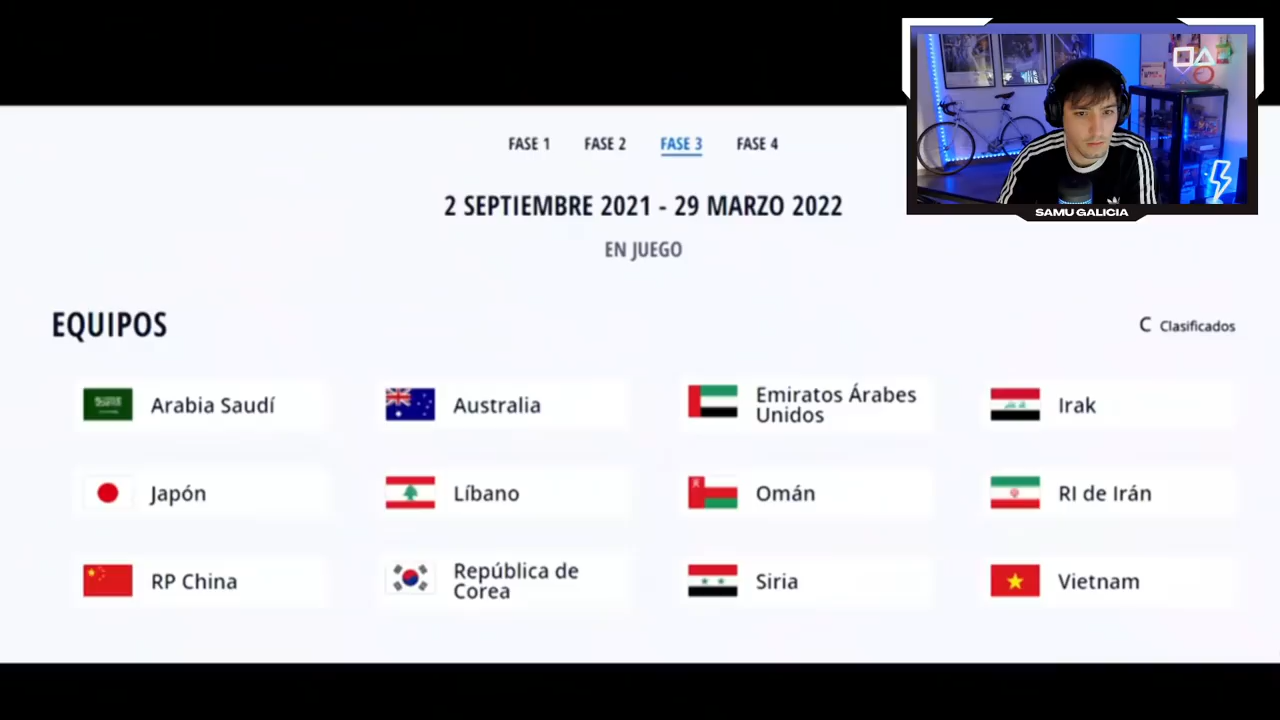 FASE 1 FASE 2 FASE 3 FASE 4
2 SEPTIEMBRE 2021 - 29 MARZO 2022
EN JUEGO
SAMU GALICIA
EQUIPOS
C Clasificados
Arabia Saudí
Australia
Emiratos Árabes
Unidos
Irak
Japón
Líbano
Omán
RI de Irán
RP China
República de
Corea
Siria
Vietnam